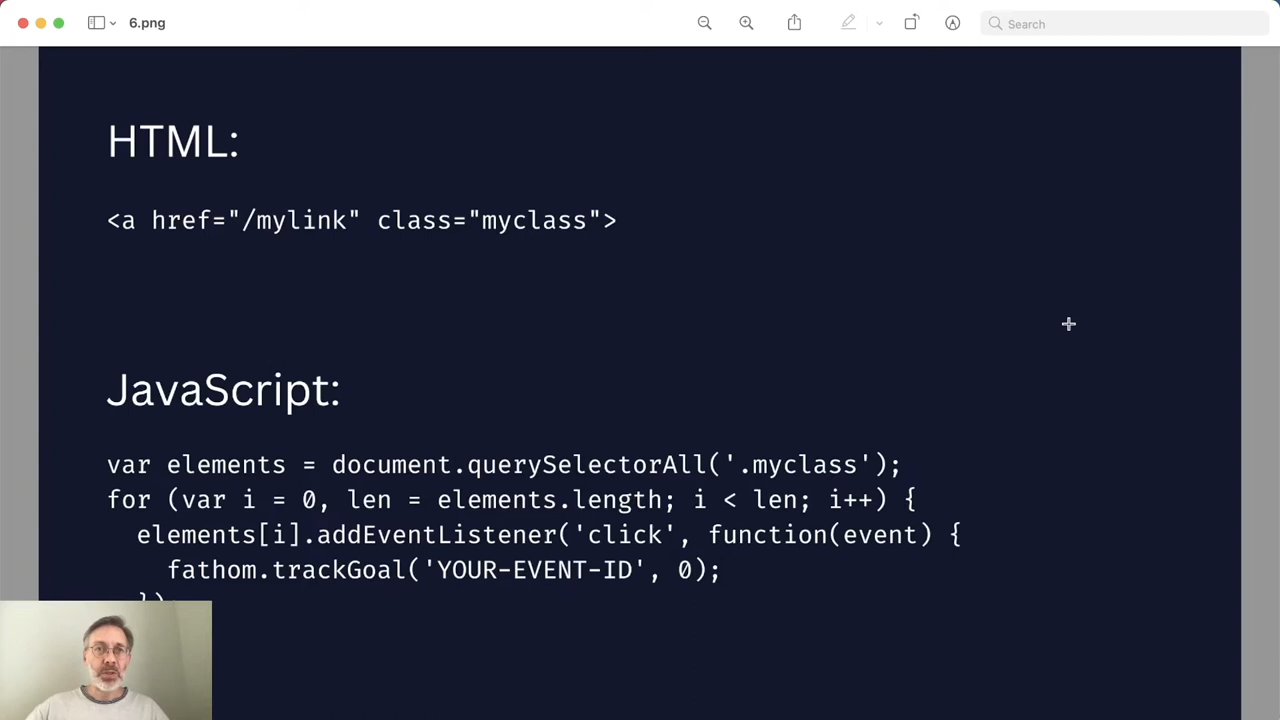 6.png
Search
HTML:
<a href="/mylink" class="myclass">
JavaScript:
var elements = document.querySelectorAll('.myclass');
for (var i = 0, len = elements.length; i < len; i++) {
  elements[i].addEventListener('click', function(event) {
    fathom.trackGoal('YOUR-EVENT-ID', 0);
  })